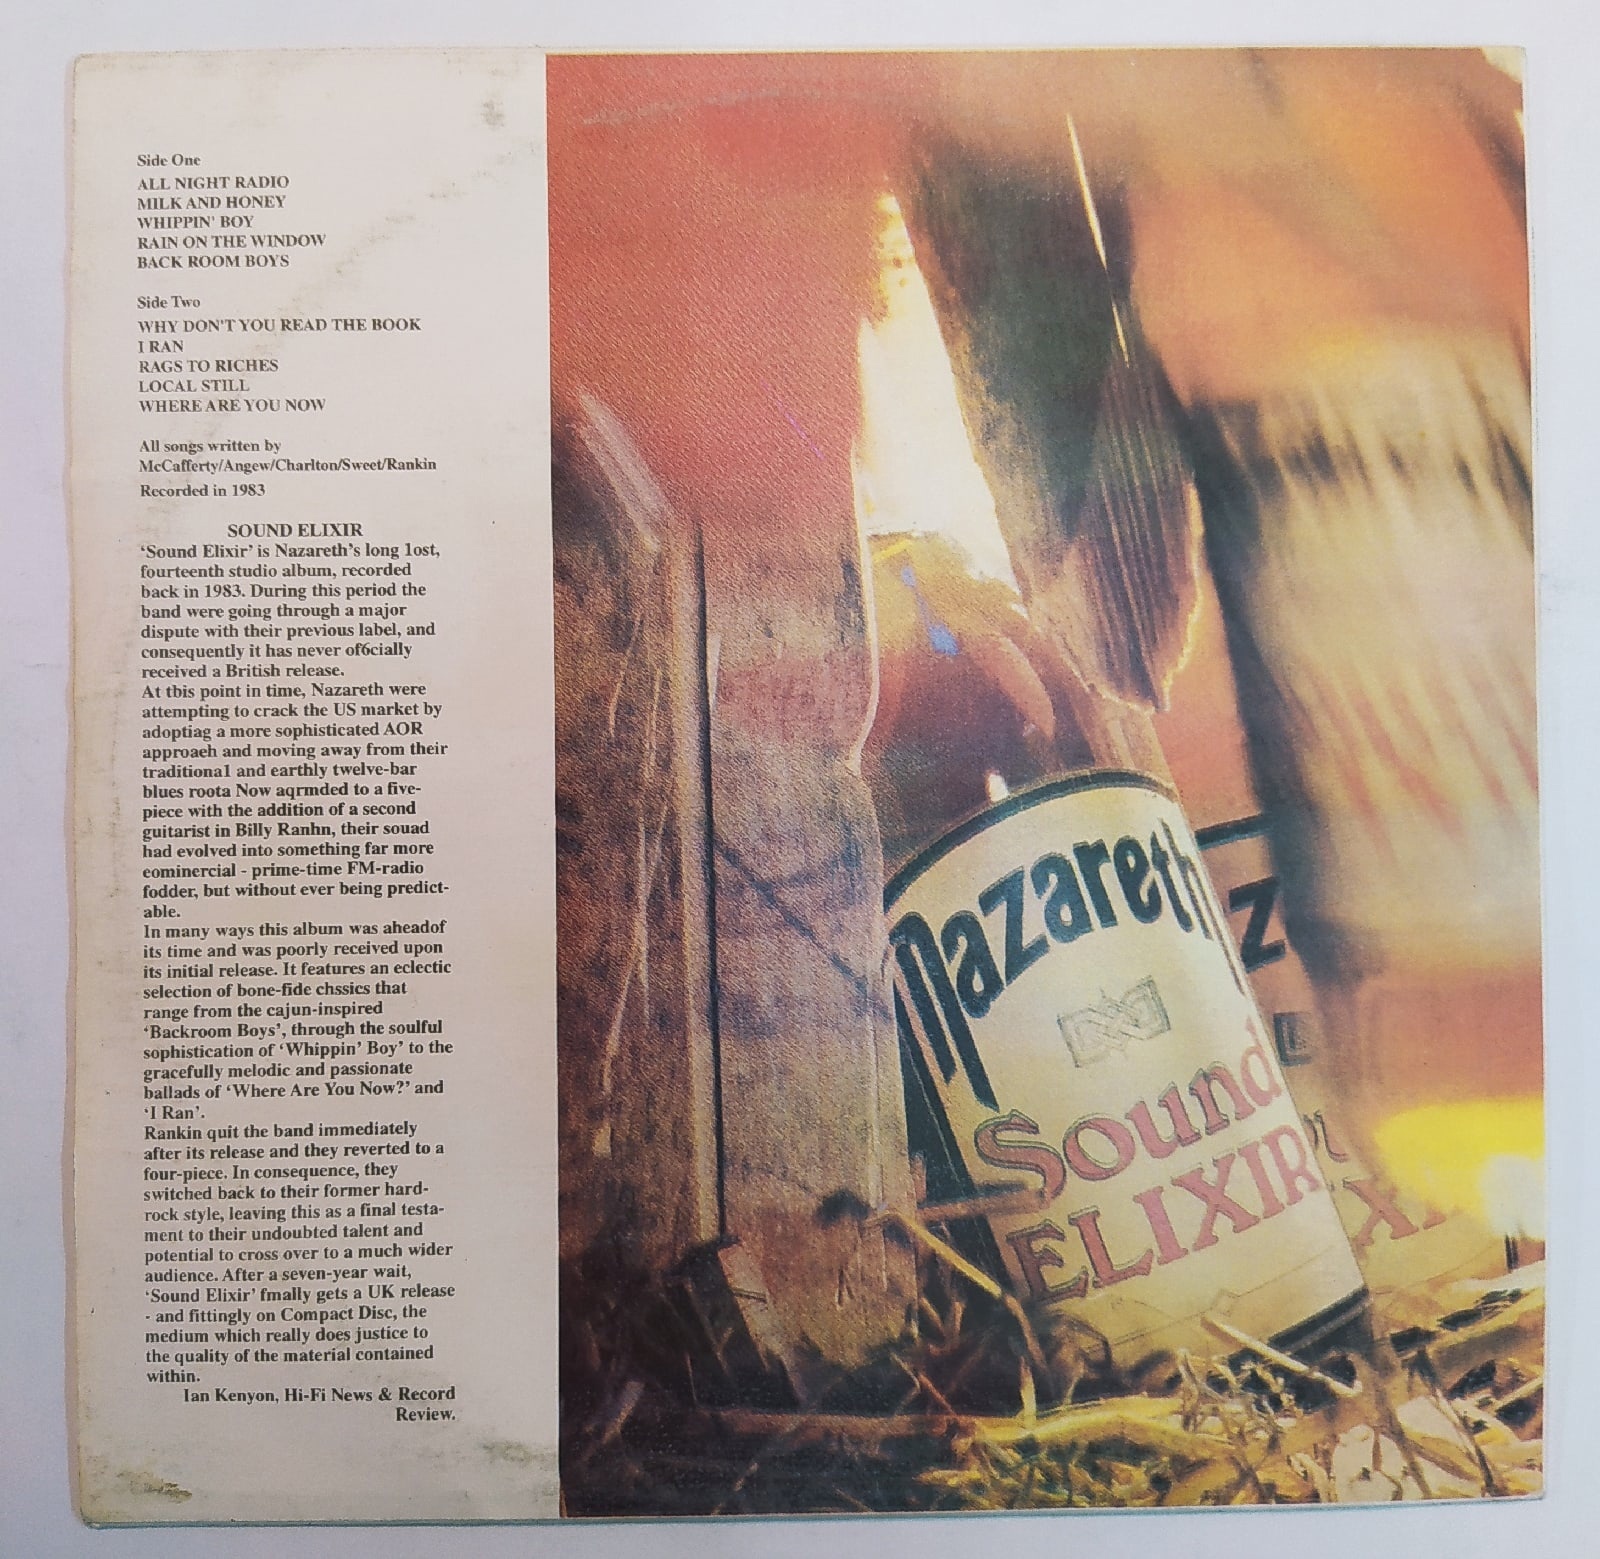 Side One
ALL NIGHT RADIO
MILK AND HONEY
WHIPPIN' BOY
RAIN ON THE WINDOW
BACK ROOM BOYS
Side Two
WHY DON'T YOU READ THE BOOK
I RAN
RAGS TO RICHES
LOCAL STILL
WHERE ARE YOU NOW
All songs written by
McCafferty/Angew/Charlton/Sweet/Rankin
Recorded in 1983
SOUND ELIXIR
‘Sound Elixir’ is Nazareth’s long 1ost,
fourteenth studio album, recorded
back in 1983. During this period the
band were going through a major
dispute with their previous label, and
consequently it has never of6cially
received a British release.
At tbis point in time, Nazareth were
attempting to crack the US market by
adoptiag a more sophisticated AOR
approaeh and moving away from their
traditiona1 and earthly twelve-bar
blues roota Now aqrmded to a five-
piece with the addition of a second
guitarist in Billy Ranhn, their souad
had evolved into something far more
eominercial - prime-time FM-radio
fodder, but without ever being predict-
able.
In many ways this album was aheadof
its time and was poorly received upon
its initial release. It features an eclectic
selection of bone-fide chssics that
range from the cajun-inspired
‘Backroom Boys’, through the soulful
sophistication of ‘Whippin’ Boy’ to the
gracefully melodic and passionate
ballads of ‘Where Are You Now?’ and
‘I Ran’.
Rankin quit the band immediately
after its release and they reverted to a
four-piece. In consequence, they
switched back to their former hard-
rock style, leaving this as a final testa-
ment to their undoubted talent and
potential to cross over to a much wider
audience. After a seven-year wait,
‘Sound Elixir’ fmally gets a UK release
- and fittingly on Compact Disc, the
medium which really does justice to
the quality of the material contained
within.
Ian Kenyon, Hi-Fi News & Record
Review.
Nazareth
Sound
ELIXIR